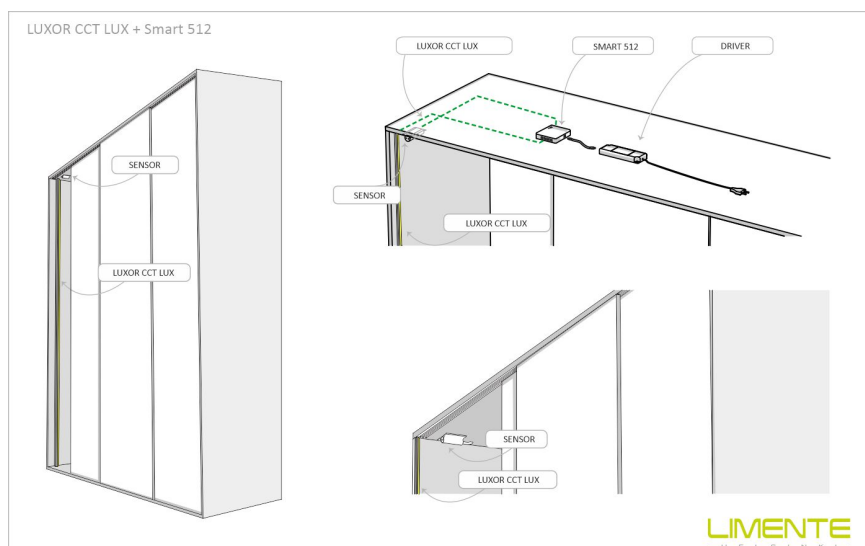 LUXOR CCT LUX + Smart 512
LUXOR CCT LUX
SMART 512
DRIVER
SENSOR
SENSOR
LUXOR CCT LUX
LUXOR CCT LUX
SENSOR
LUXOR CCT LUX
LIMENTE